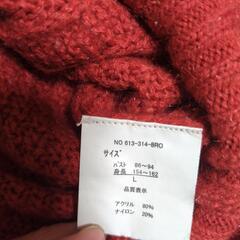 NO 613-314-8RO
サイズ
バスト 86〜94
身長 154〜162
L
品質表示
アクリル 80%
ナイロン 20%